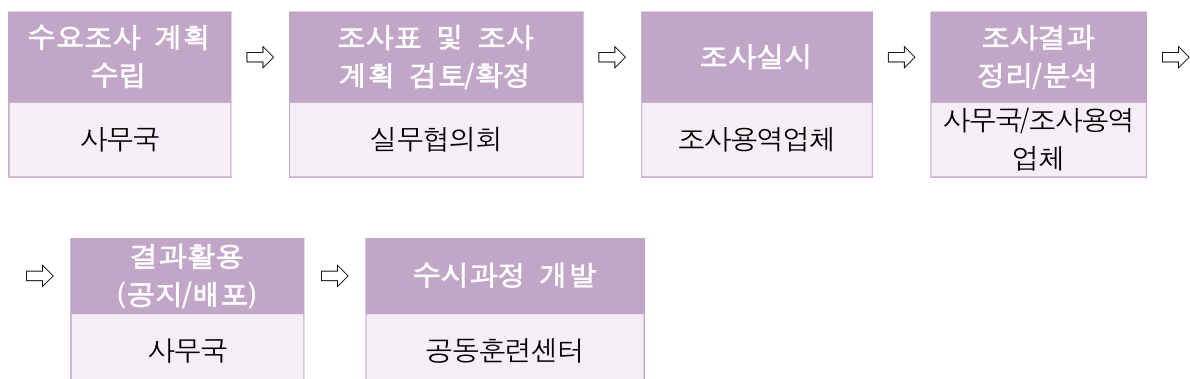 수요조사 계획
수립
사무국
⇨
조사표 및 조사
계획 검토/확정
실무협의회
⇨
조사실시
조사용역업체
⇨
조사결과
정리/분석
사무국/조사용역
업체
⇨
⇨
결과활용
(공지/배포)
사무국
⇨
수시과정 개발
공동훈련센터